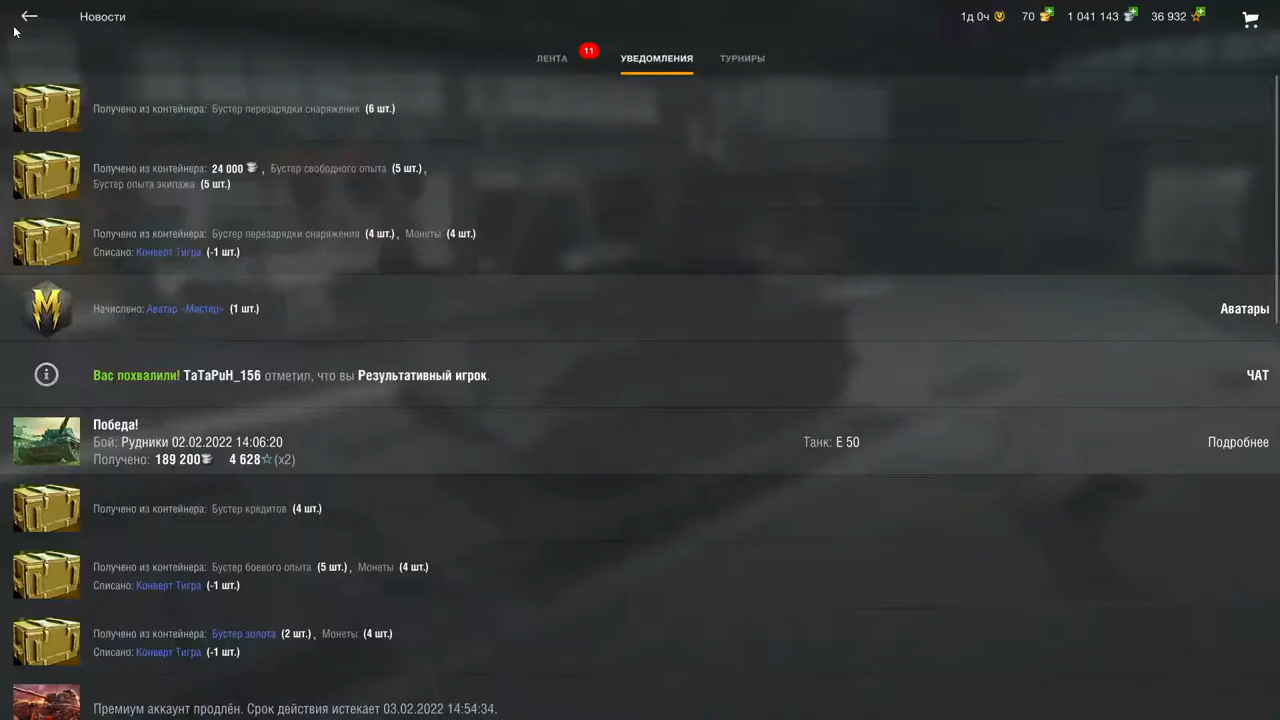 Новости
1д 0ч
70
1 041 143
36 932
ЛЕНТА
11
УВЕДОМЛЕНИЯ
ТУРНИРЫ
Получено из контейнера: Бустер перезарядки снаряжения (6 шт.)
Получено из контейнера: 24 000 , Бустер свободного опыта (5 шт.),
Бустер опыта экипажа (5 шт.)
Получено из контейнера: Бустер перезарядки снаряжения (4 шт.), Монеты (4 шт.)
Списано: Конверт Тигра (-1 шт.)
M
Начислено: Аватар «Мастер» (1 шт.)
Аватары
Вас похвалили! TaTaPuH_156 отметил, что вы Результативный игрок.
ЧАТ
Победа!
Бой: Рудники 02.02.2022 14:06:20
Получено: 189 200 4 628 (x2)
Танк: E 50
Подробнее
Получено из контейнера: Бустер кредитов (4 шт.)
Получено из контейнера: Бустер боевого опыта (5 шт.), Монеты (4 шт.)
Списано: Конверт Тигра (-1 шт.)
Получено из контейнера: Бустер золота (2 шт.), Монеты (4 шт.)
Списано: Конверт Тигра (-1 шт.)
Премиум аккаунт продлён. Срок действия истекает 03.02.2022 14:54:34.